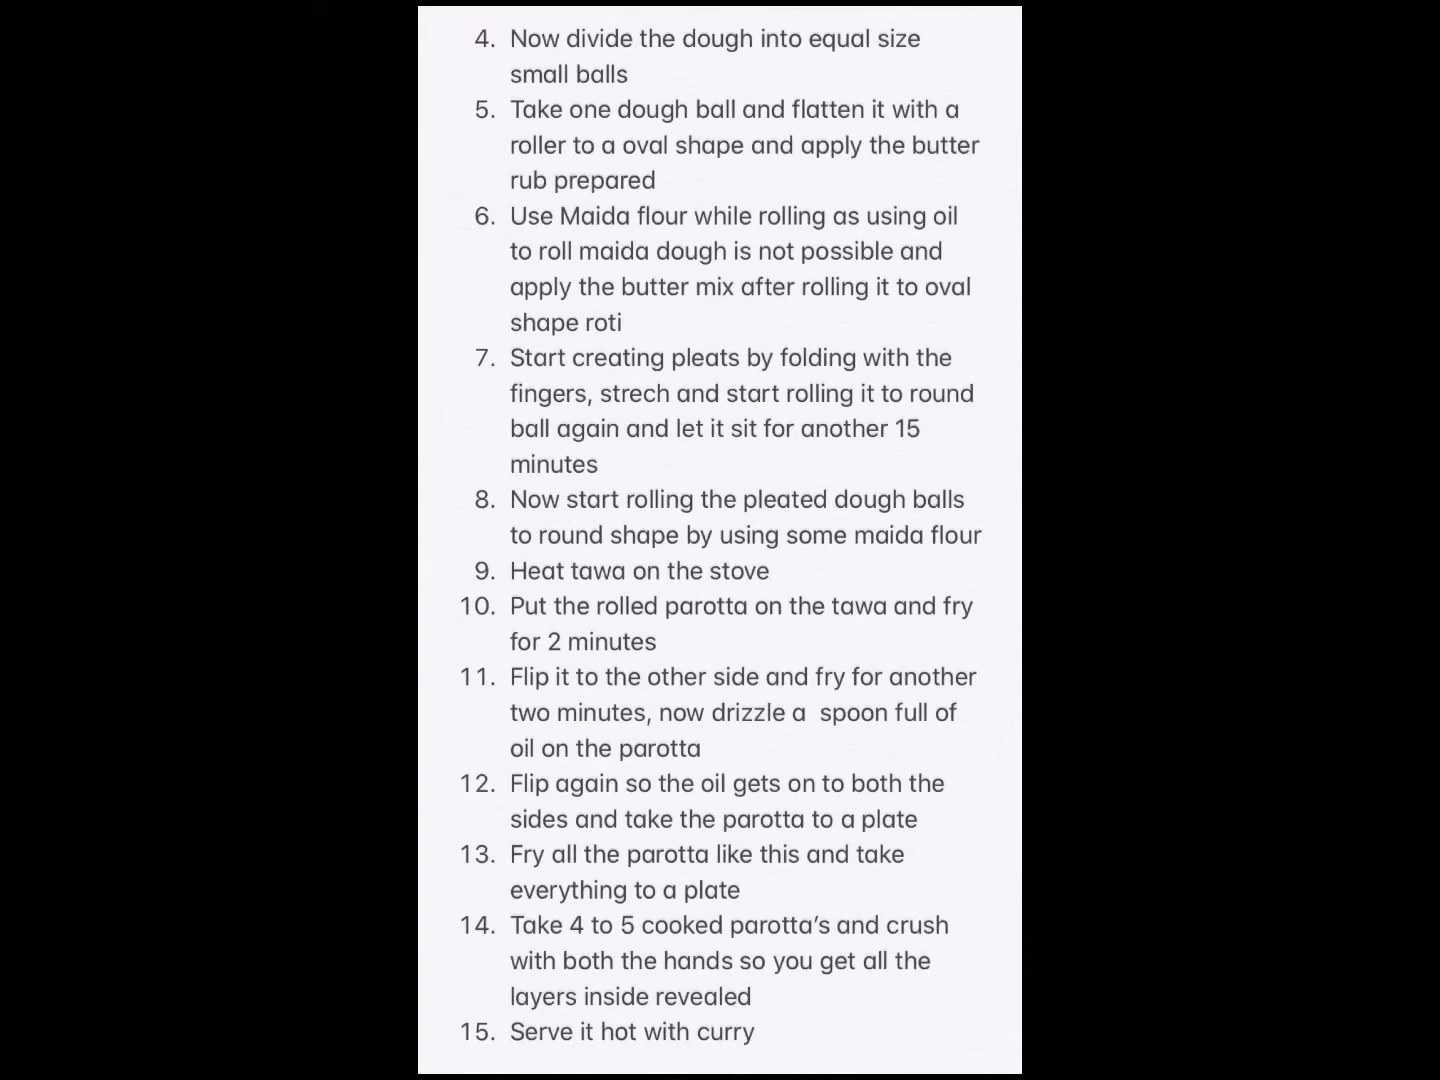 4. Now divide the dough into equal size
small balls
5. Take one dough ball and flatten it with a
roller to a oval shape and apply the butter
rub prepared
6. Use Maida flour while rolling as using oil
to roll maida dough is not possible and
apply the butter mix after rolling it to oval
shape roti
7. Start creating pleats by folding with the
fingers, strech and start rolling it to round
ball again and let it sit for another 15
minutes
8. Now start rolling the pleated dough balls
to round shape by using some maida flour
9. Heat tawa on the stove
10. Put the rolled parotta on the tawa and fry
for 2 minutes
11. Flip it to the other side and fry for another
two minutes, now drizzle a  spoon full of
oil on the parotta
12. Flip again so the oil gets on to both the
sides and take the parotta to a plate
13. Fry all the parotta like this and take
everything to a plate
14. Take 4 to 5 cooked parotta’s and crush
with both the hands so you get all the
layers inside revealed
15. Serve it hot with curry